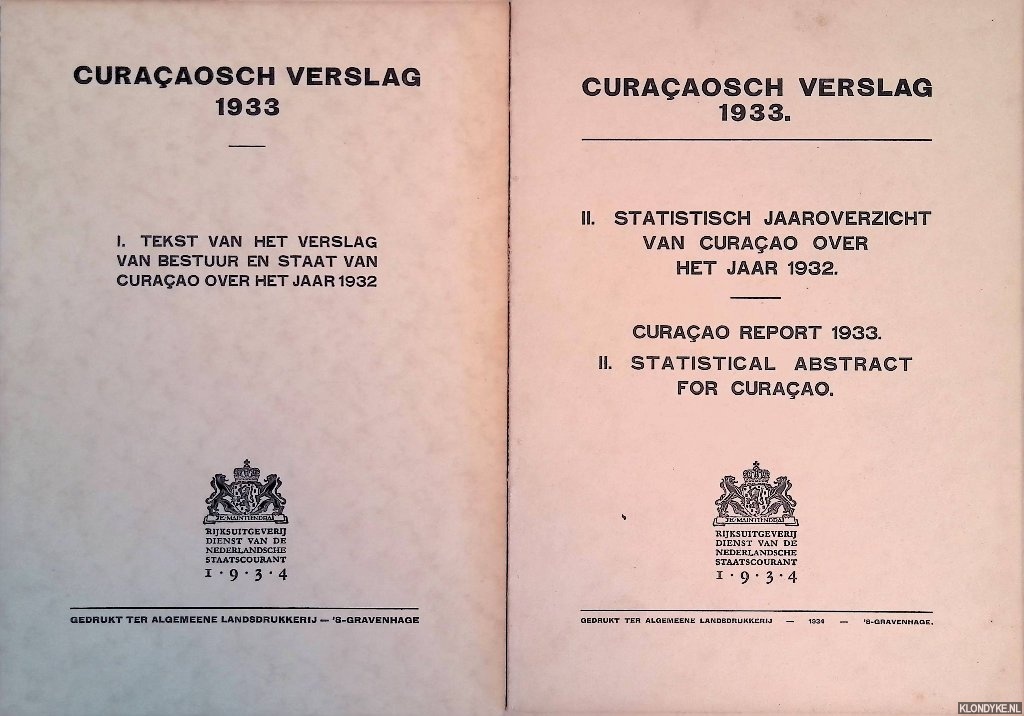 CURAÇAOSCH VERSLAG
1933
I. TEKST VAN HET VERSLAG
VAN BESTUUR EN STAAT VAN
CURAÇAO OVER HET JAAR 1932
JE MAINTIENDRAI
RIJKSUITGEVERIJ
DIENST VAN DE
NEDERLANDSCHE
STAATSCOURANT
1·9·3·4
GEDRUKT TER ALGEMEENE LANDSDRUKKERIJ — 'S-GRAVENHAGE
CURAÇAOSCH VERSLAG
1933.
II. STATISTISCH JAAROVERZICHT
VAN CURAÇAO OVER
HET JAAR 1932.
CURAÇAO REPORT 1933.
II. STATISTICAL ABSTRACT
FOR CURAÇAO.
JE MAINTIENDRAI
RIJKSUITGEVERIJ
DIENST VAN DE
NEDERLANDSCHE
STAATSCOURANT
1·9·3·4
GEDRUKT TER ALGEMEENE LANDSDRUKKERIJ — 1934 — 'S-GRAVENHAGE.
KLONDYKE.NL